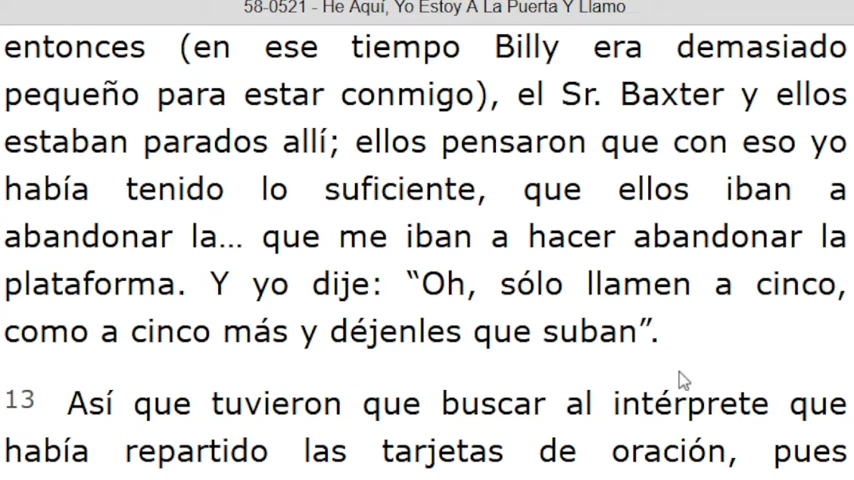 58-0521 - He Aquí, Yo Estoy A La Puerta Y Llamo
entonces (en ese tiempo Billy era demasiado
pequeño para estar conmigo), el Sr. Baxter y ellos
estaban parados allí; ellos pensaron que con eso yo
había tenido lo suficiente, que ellos iban a
abandonar la… que me iban a hacer abandonar la
plataforma. Y yo dije: “Oh, sólo llamen a cinco,
como a cinco más y déjenles que suban”.
13 Así que tuvieron que buscar al intérprete que
había repartido las tarjetas de oración, pues